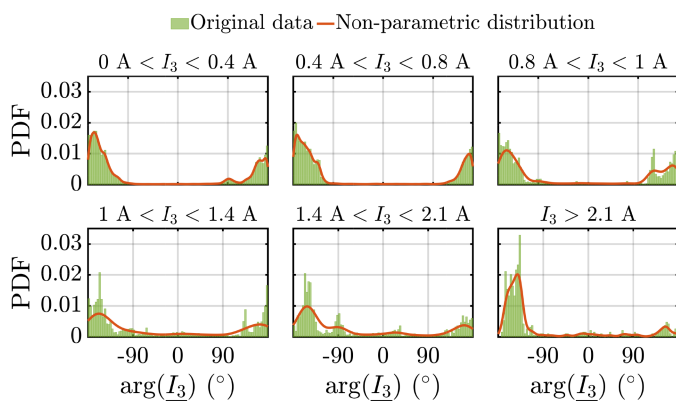 Original data Non-parametric distribution
0 A < I₃ < 0.4 A 0.4 A < I₃ < 0.8 A 0.8 A < I₃ < 1 A
0.03
0.02
0.01
0
PDF
1 A < I₃ < 1.4 A 1.4 A < I₃ < 2.1 A I₃ > 2.1 A
0.03
0.02
0.01
0
PDF
-90 0 90 -90 0 90 -90 0 90
arg(I₃) (°) arg(I₃) (°) arg(I₃) (°)